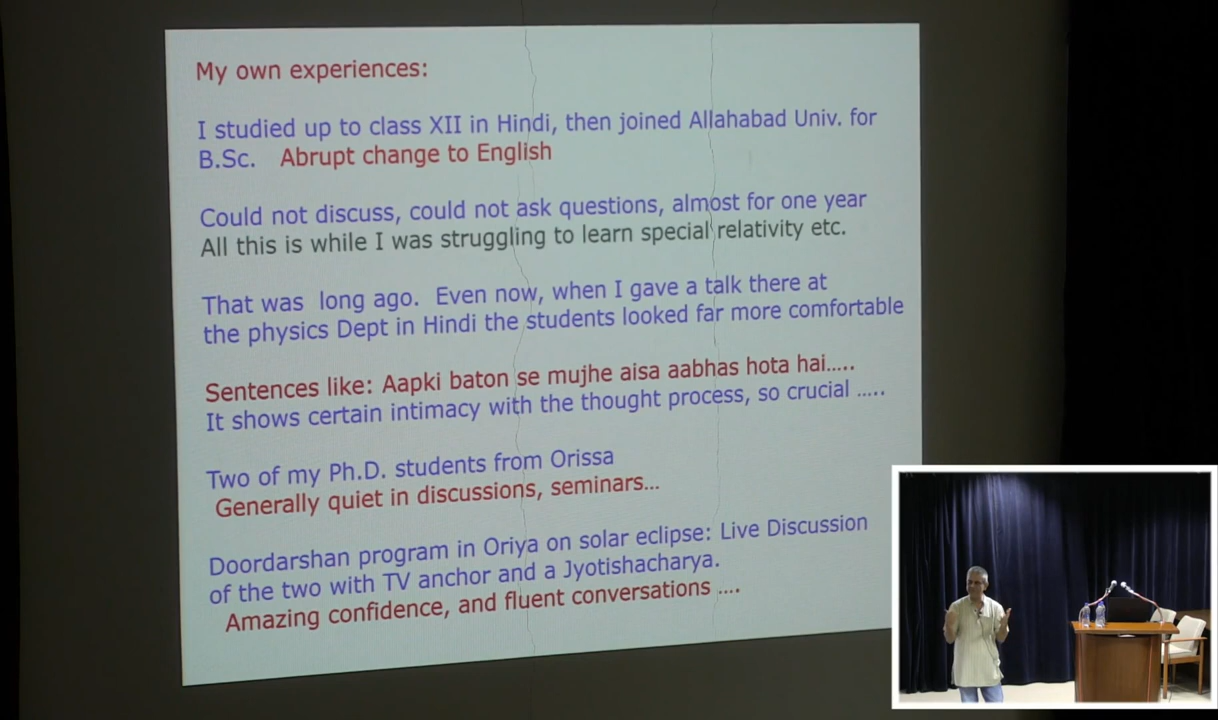 My own experiences:
I studied up to class XII in Hindi, then joined Allahabad Univ. for
B.Sc. Abrupt change to English
Could not discuss, could not ask questions, almost for one year
All this is while I was struggling to learn special relativity etc.
That was long ago. Even now, when I gave a talk there at
the physics Dept in Hindi the students looked far more comfortable
Sentences like: Aapki baton se mujhe aisa aabhas hota hai.....
It shows certain intimacy with the thought process, so crucial .....
Two of my Ph.D. students from Orissa
Generally quiet in discussions, seminars...
Doordarshan program in Oriya on solar eclipse: Live Discussion
of the two with TV anchor and a Jyotishacharya.
Amazing confidence, and fluent conversations ....